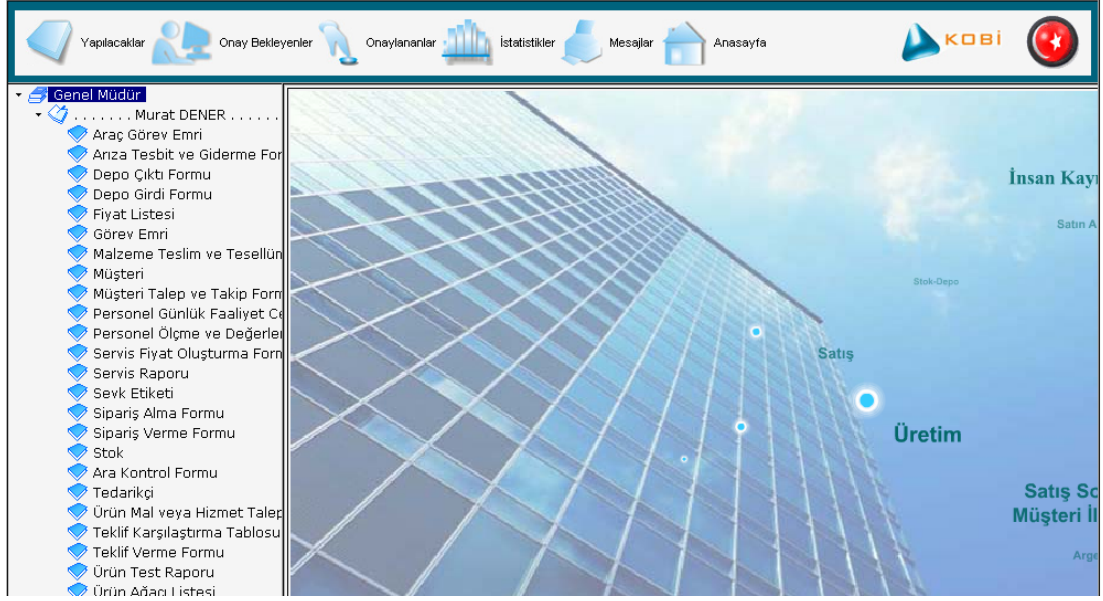 Yapılacaklar
Onay Bekleyenler
Onaylananlar
İstatistikler
Mesajlar
Anasayfa
KOBİ
Genel Müdür
. . . . . . . Murat DENER . . . . . .
Araç Görev Emri
Arıza Tesbit ve Giderme For
Depo Çıktı Formu
Depo Girdi Formu
Fiyat Listesi
Görev Emri
Malzeme Teslim ve Tesellün
Müşteri
Müşteri Talep ve Takip Form
Personel Günlük Faaliyet Ce
Personel Ölçme ve Değerle
Servis Fiyat Oluşturma Form
Servis Raporu
Sevk Etiketi
Sipariş Alma Formu
Sipariş Verme Formu
Stok
Ara Kontrol Formu
Tedarikçi
Ürün Mal veya Hizmet Talep
Teklif Karşılaştırma Tablosu
Teklif Verme Formu
Ürün Test Raporu
Ürün Ağacı Listesi
İnsan Kay
Satın A
Stok-Depo
Satış
Üretim
Satış So
Müşteri İl
Arge